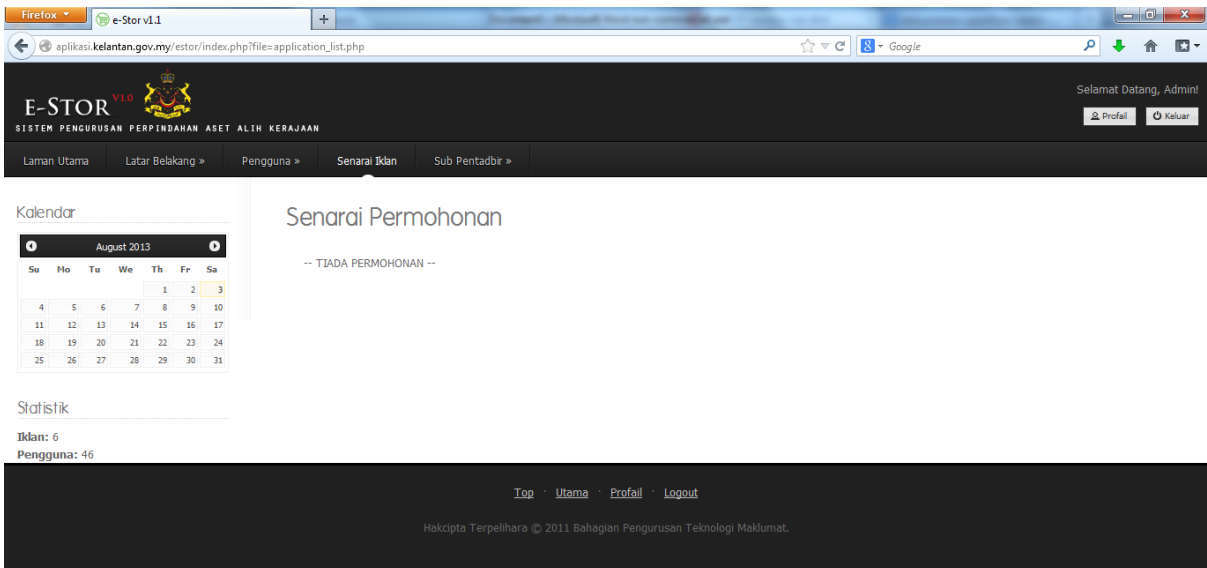 Firefox
e-Stor v1.1
aplikasi.kelantan.gov.my/estor/index.php?file=application_list.php
Google
E-STOR V1.0
SISTEM PENGURUSAN PERPINDAHAN ASET ALIH KERAJAAN
Selamat Datang, Admin!
Profail
Keluar
Laman Utama
Latar Belakang »
Pengguna »
Senarai Iklan
Sub Pentadbir »
Kalendar
August 2013
Su Mo Tu We Th Fr Sa
1 2 3
4 5 6 7 8 9 10
11 12 13 14 15 16 17
18 19 20 21 22 23 24
25 26 27 28 29 30 31
Statistik
Iklan: 6
Pengguna: 46
Senarai Permohonan
-- TIADA PERMOHONAN --
Top · Utama · Profail · Logout
Hakcipta Terpelihara © 2011 Bahagian Pengurusan Teknologi Maklumat.